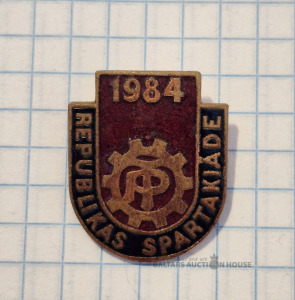 1984
REPUBLIKAS SPARTAKIĀDE
BALTARS AUCTION HOUSE